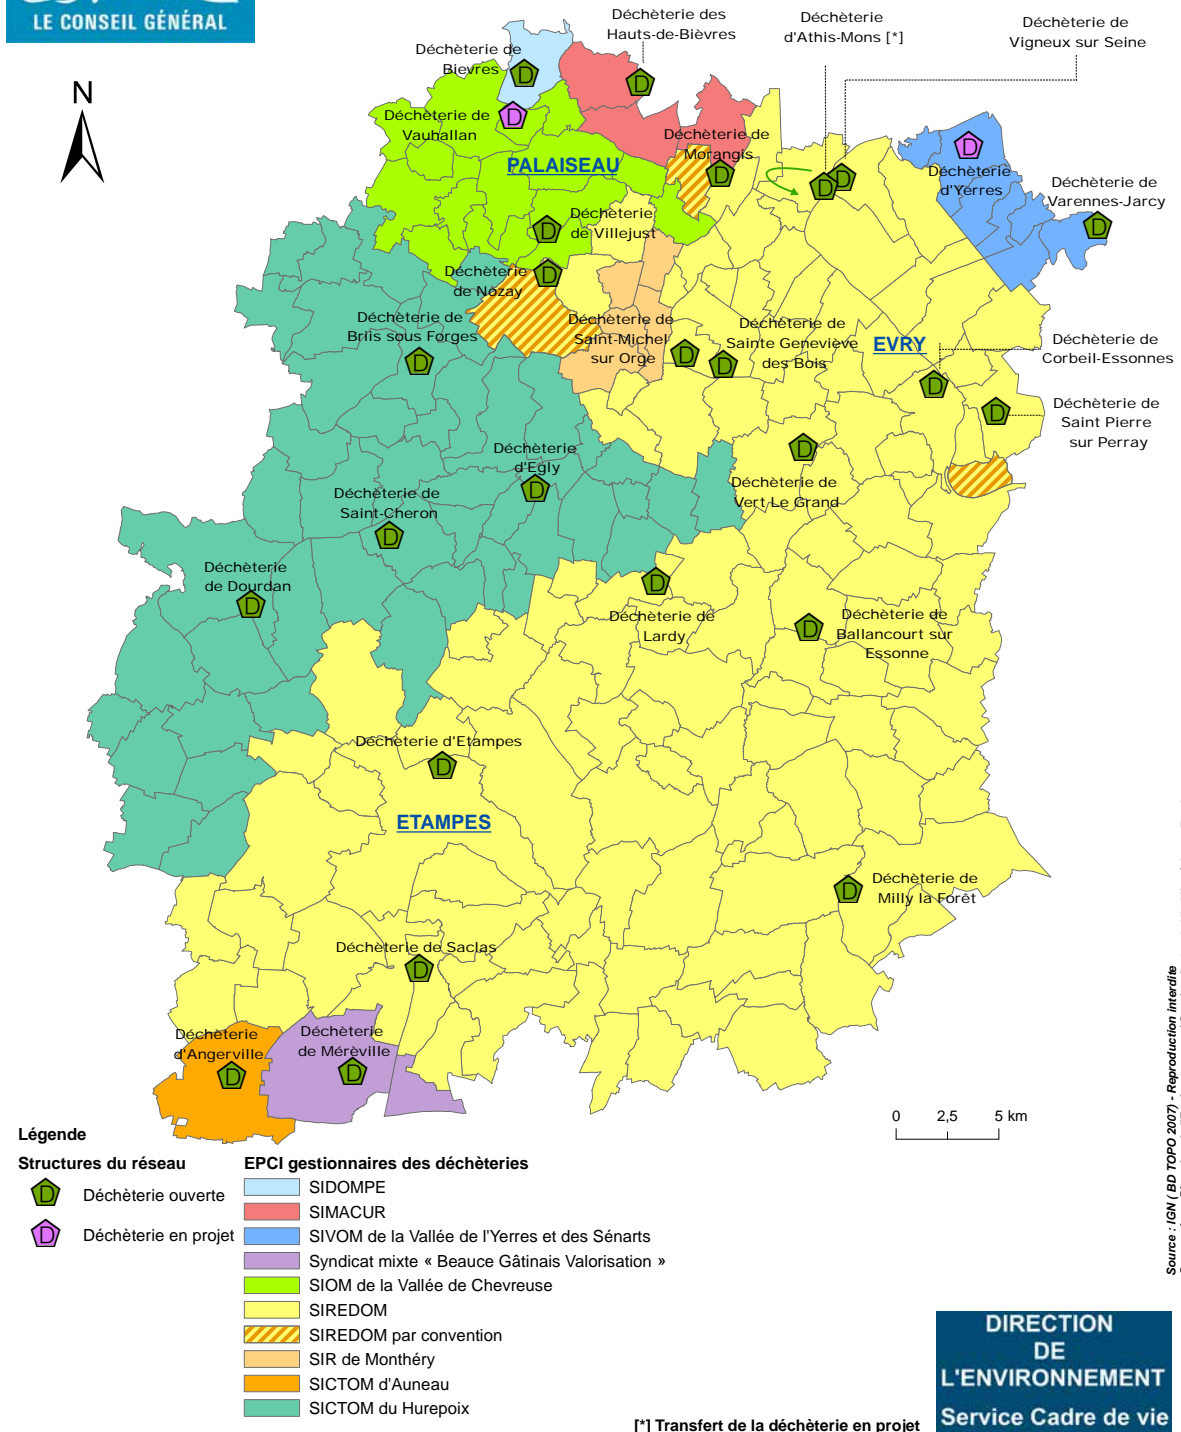 LE CONSEIL GÉNÉRAL
N
Déchèterie des
Hauts-de-Bièvres
Déchèterie
d'Athis-Mons [*]
Déchèterie de
Vigneux sur Seine
Déchèterie de
Bievres
D
D
Déchèterie de
Vauhallan
D
PALAISEAU
Déchèterie de
Morangis
D
D
D
D
Déchèterie
d'Yerres
Déchèterie de
Varennes-Jarcy
D
Déchèterie
de Villejust
D
Déchèterie
de Nozay
D
Déchèterie de
Briis sous Forges
D
Déchèterie de
Saint-Michel
sur Orge
D
Déchèterie de
Sainte Geneviève
des Bois
D
EVRY
Déchèterie de
Corbeil-Essonnes
D
Déchèterie de
Saint Pierre
sur Perray
D
Déchèterie
d'Egly
D
Déchèterie de
Vert Le Grand
D
Déchèterie de
Saint-Cheron
D
Déchèterie
de Dourdan
D
Déchèterie de
Lardy
D
Déchèterie de
Ballancourt sur
Essonne
D
Déchèterie d'Etampes
D
ETAMPES
Déchèterie de
Milly la Forêt
D
Déchèterie de Saclas
D
Déchèterie
d'Angerville
D
Déchèterie
de Mérèville
D
0 2,5 5 km
Source : IGN ( BD TOPO 2007) - Reproduction interdite
Légende
Structures du réseau
D Déchèterie ouverte
D Déchèterie en projet
EPCI gestionnaires des déchèteries
SIDOMPE
SIMACUR
SIVOM de la Vallée de l'Yerres et des Sénarts
Syndicat mixte « Beauce Gâtinais Valorisation »
SIOM de la Vallée de Chevreuse
SIREDOM
SIREDOM par convention
SIR de Monthéry
SICTOM d'Auneau
SICTOM du Hurepoix
[*] Transfert de la déchèterie en projet
DIRECTION
DE
L'ENVIRONNEMENT
Service Cadre de vie